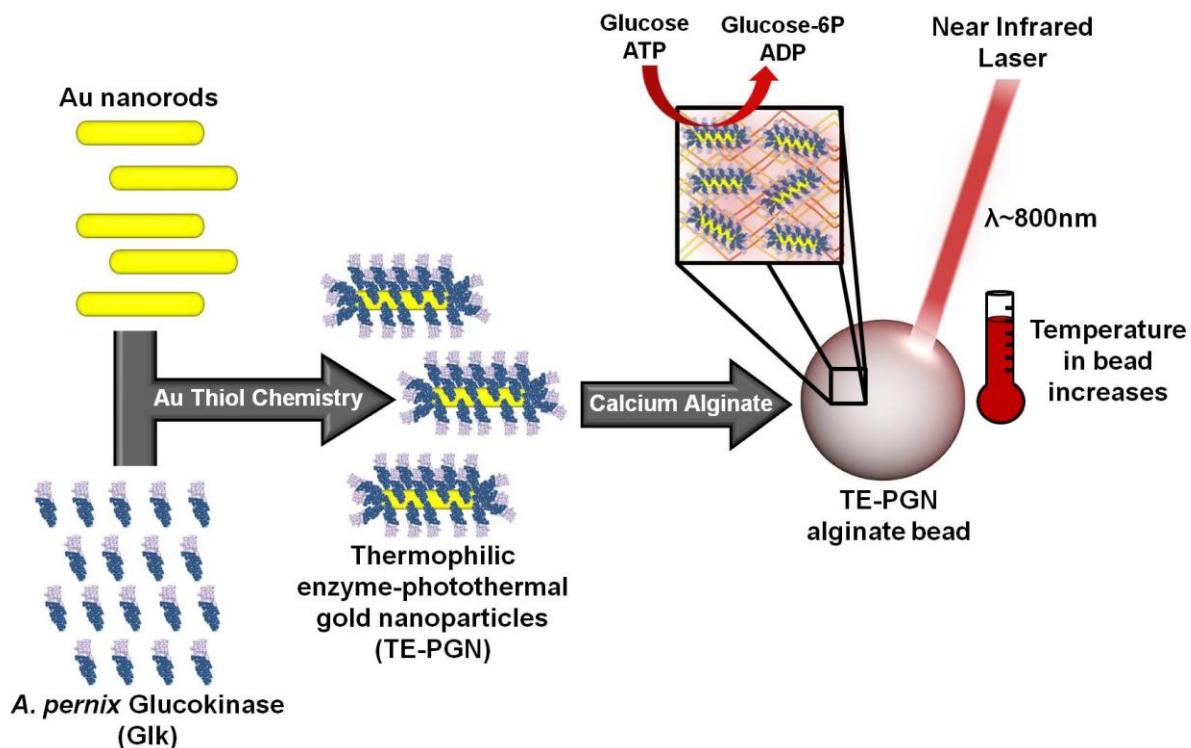 Au nanorods
Au Thiol Chemistry
A. pernix Glucokinase
(Glk)
Thermophilic
enzyme-photothermal
gold nanoparticles
(TE-PGN)
Calcium Alginate
Glucose
ATP
Glucose-6P
ADP
Near Infrared
Laser
λ~800nm
Temperature
in bead
increases
TE-PGN
alginate bead